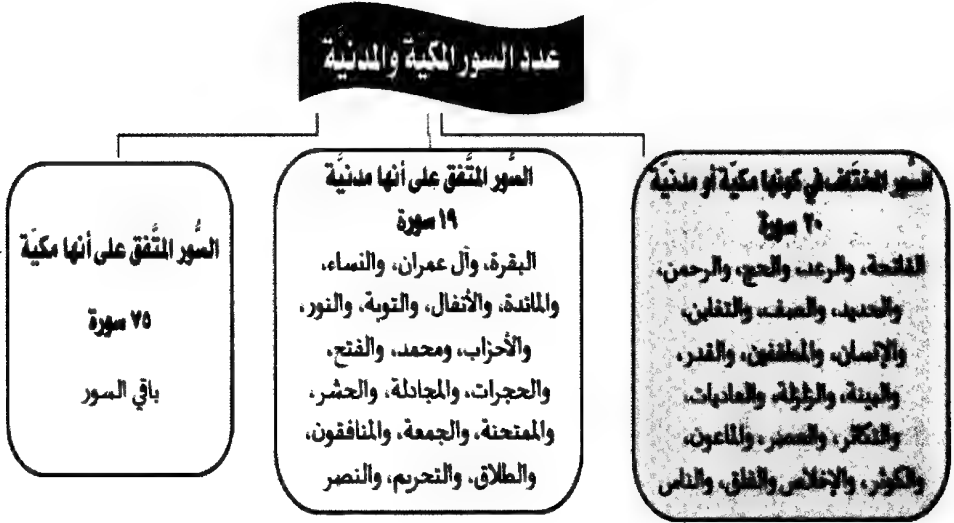 عدد السور المكية والمدنيَّة
السُّور المختلف في كونها مكيّة أو مدنيّة
٢٠ سورة
الفاتحة، والرعد، والحج، والرحمن،
والحديد، والصف، والتغابن،
والإنسان، والمطففين، والقدر،
والبينة، والزلزلة، والعاديات،
والتكاثر، والعصر، والماعون،
والكوثر، والإخلاص والفلق، والناس
السُّور المتَّفق على أنها مدنيَّة
١٩ سورة
البقرة، وآل عمران، والنساء،
والمائدة، والأنفال، والتوبة، والنور،
والأحزاب، ومحمد، والفتح،
والحجرات، والمجادلة، والحشر،
والممتحنة، والجمعة، والمنافقون،
والطلاق، والتحريم، والنصر
السُّور المتَّفق على أنها مكيّة
٧٥ سورة
باقي السور